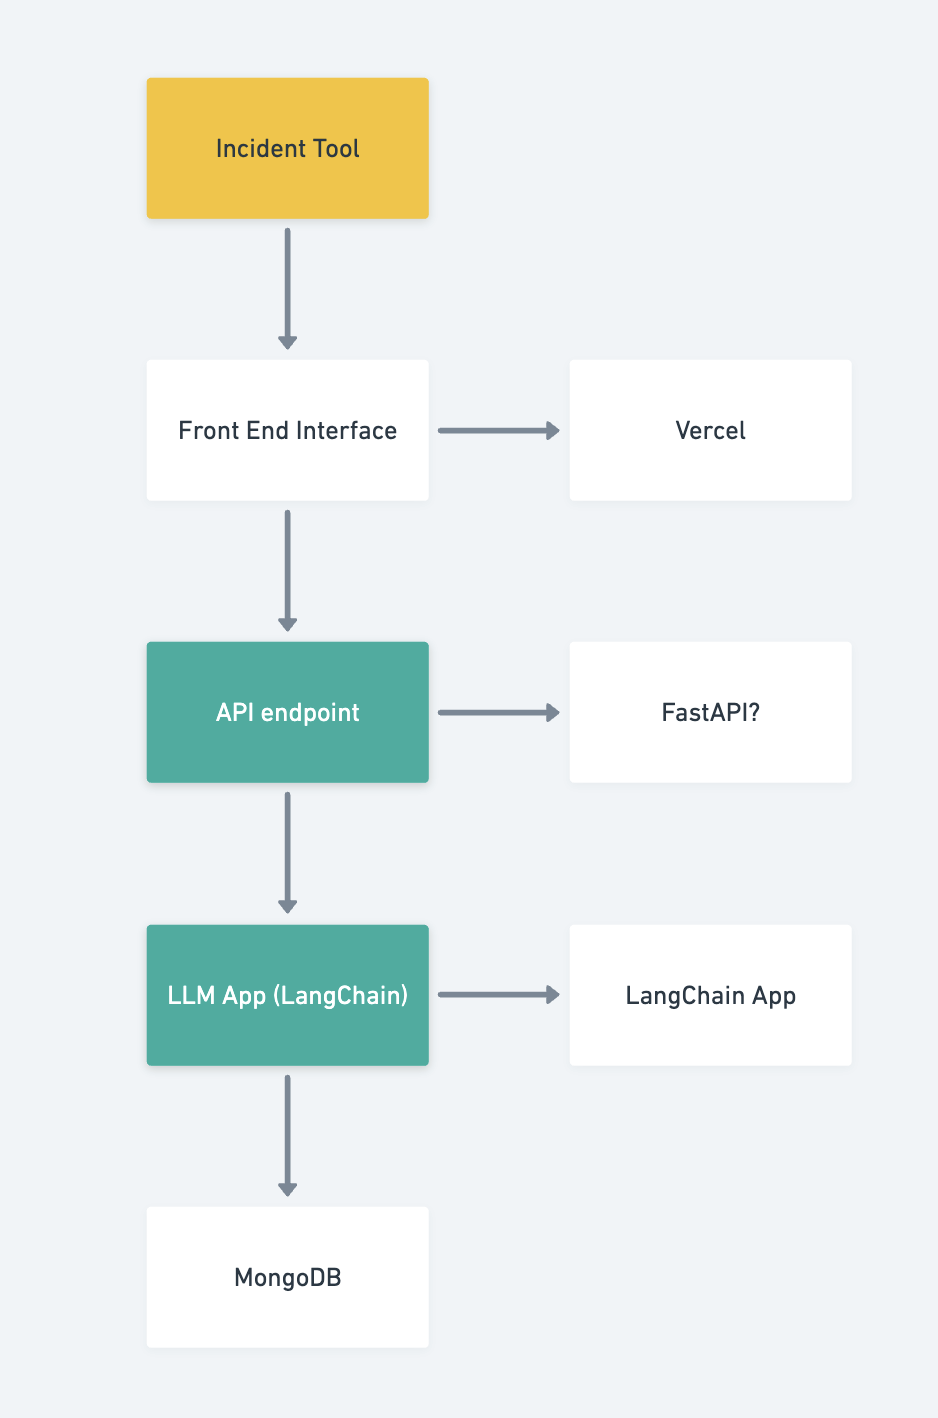 Incident Tool
Front End Interface
Vercel
API endpoint
FastAPI?
LLM App (LangChain)
LangChain App
MongoDB